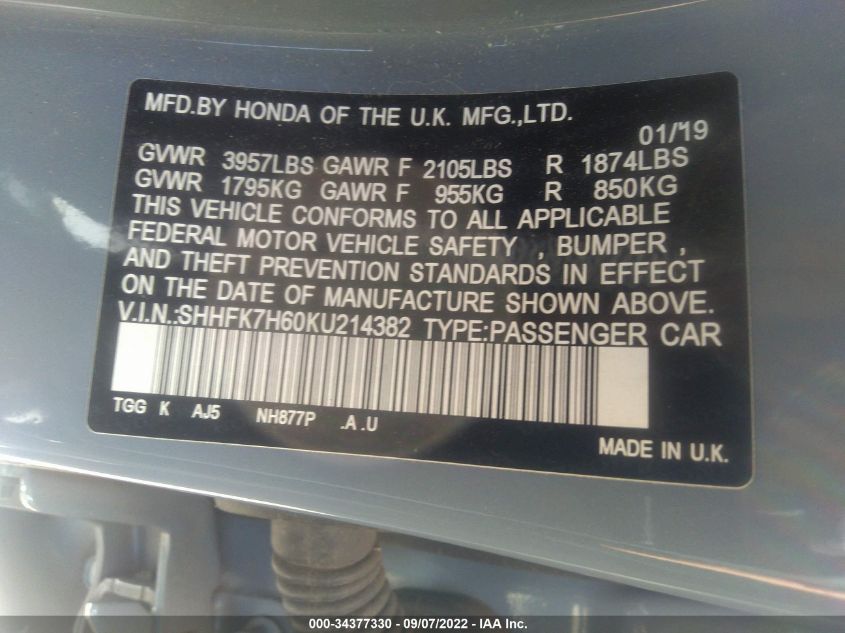 MFD.BY HONDA OF THE U.K. MFG.,LTD.
01/'19
GVWR 3957LBS GAWR F 2105LBS R 1874LBS
GVWR 1795KG GAWR F 955KG R 850KG
THIS VEHICLE CONFORMS TO ALL APPLICABLE
FEDERAL MOTOR VEHICLE SAFETY , BUMPER ,
AND THEFT PREVENTION STANDARDS IN EFFECT
ON THE DATE OF MANUFACTURE SHOWN ABOVE.
V.I.N.:SHHFK7H60KU214382 TYPE:PASSENGER CAR
TGG K AJ5 NH877P .A .U
MADE IN U.K.
000-34377330 - 09/07/2022 - IAA Inc.